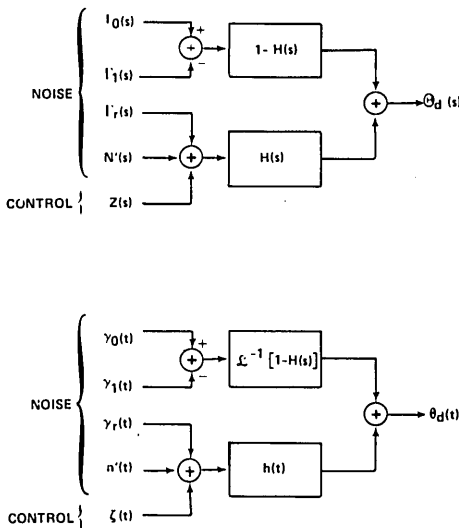 Γ₀(s)
+
−
1- H(s)
Γ₁(s)
NOISE
Γᵣ(s)
Θd (s)
N'(s)
H(s)
CONTROL
Z(s)
γ₀(t)
+
−
ℒ⁻¹ [1-H(s)]
γ₁(t)
NOISE
γᵣ(t)
θd(t)
n'(t)
h(t)
CONTROL
ζ(t)